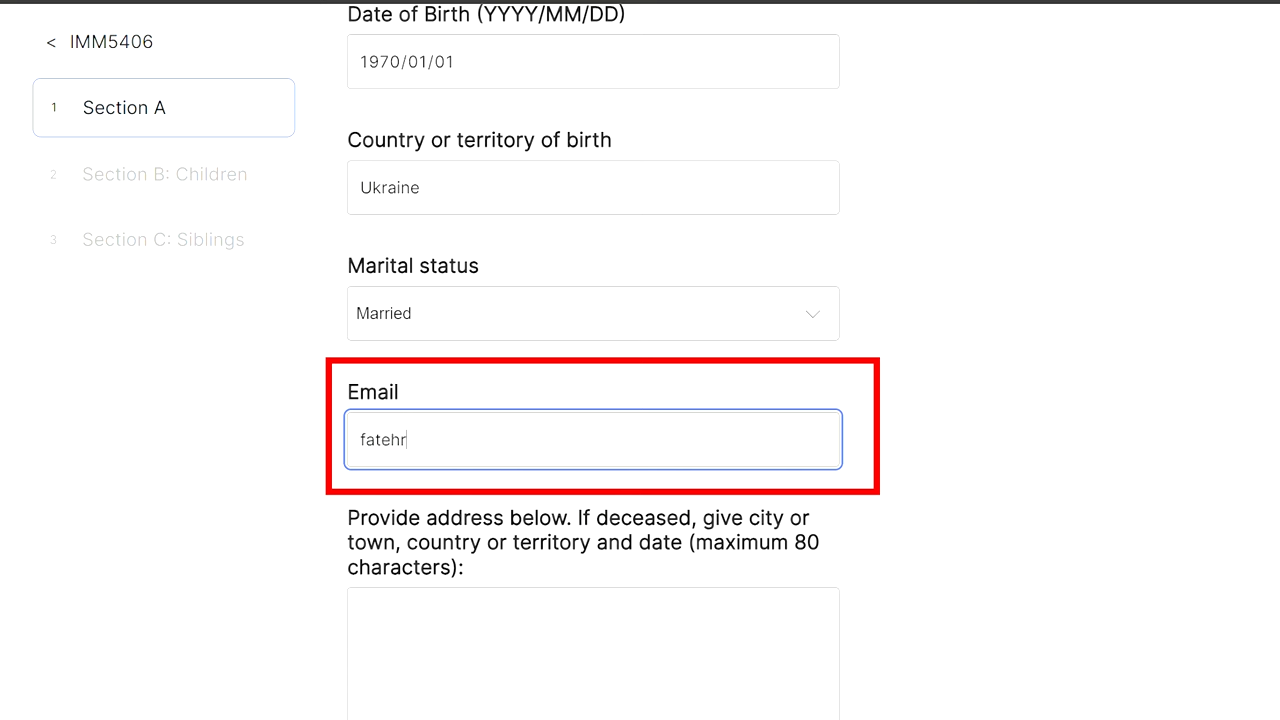 < IMM5406
1 Section A
2 Section B: Children
3 Section C: Siblings
Date of Birth (YYYY/MM/DD)
1970/01/01
Country or territory of birth
Ukraine
Marital status
Married
Email
fatehr
Provide address below. If deceased, give city or
town, country or territory and date (maximum 80
characters):